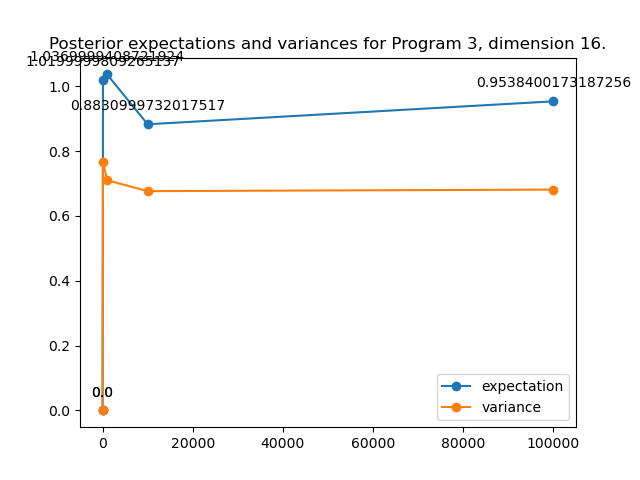 Posterior expectations and variances for Program 3, dimension 16.
1.0369999408721924
1.0199999809265137
0.9538400173187256
0.8830999732017517
1.0
0.8
0.6
0.4
0.2
0.0
0.0
expectation
variance
0 20000 40000 60000 80000 100000